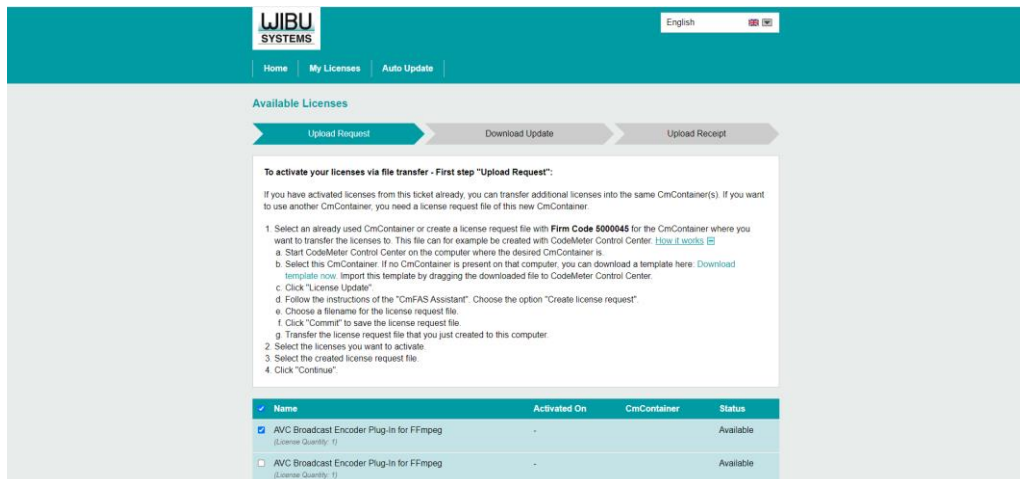 WIBU
SYSTEMS
English
Home My Licenses Auto Update
Available Licenses
Upload Request Download Update Upload Receipt
To activate your licenses via file transfer - First step "Upload Request":
If you have activated licenses from this ticket already, you can transfer additional licenses into the same CmContainer(s). If you want
to use another CmContainer, you need a license request file of this new CmContainer.
1. Select an already used CmContainer or create a license request file with Firm Code 5000045 for the CmContainer where you
want to transfer the licenses to. This file can for example be created with CodeMeter Control Center. How it works
a. Start CodeMeter Control Center on the computer where the desired CmContainer is.
b. Select this CmContainer. If no CmContainer is present on that computer, you can download a template here: Download
template now. Import this template by dragging the downloaded file to CodeMeter Control Center.
c. Click "License Update".
d. Follow the instructions of the "CmFAS Assistant". Choose the option "Create license request".
e. Choose a filename for the license request file.
f. Click "Commit" to save the license request file.
g. Transfer the license request file that you just created to this computer.
2. Select the licenses you want to activate.
3. Select the created license request file.
4. Click "Continue".
Name Activated On CmContainer Status
AVC Broadcast Encoder Plug-In for FFmpeg - Available
(License Quantity: 1)
AVC Broadcast Encoder Plug-In for FFmpeg - Available
(License Quantity: 1)